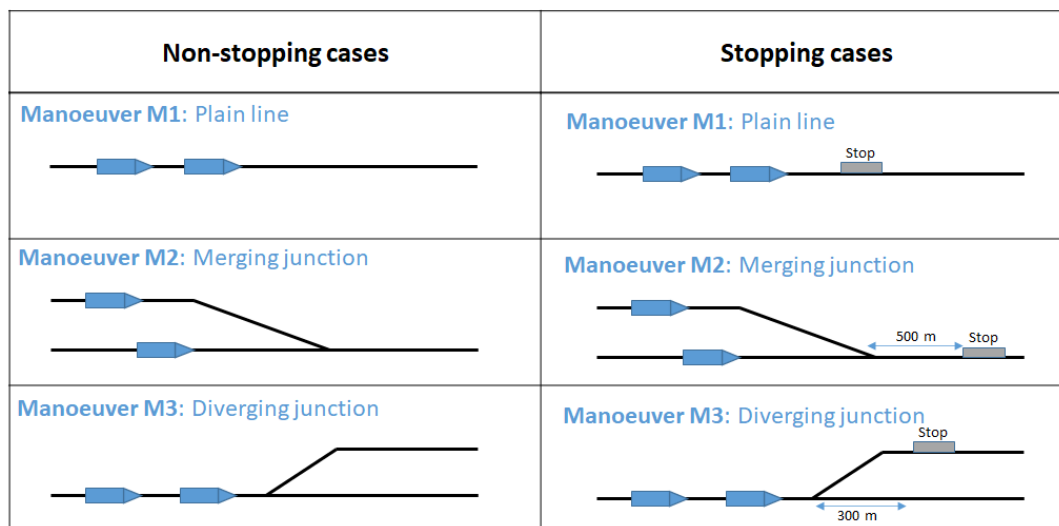 Non-stopping cases
Stopping cases
Manoeuver M1: Plain line
Manoeuver M1: Plain line
Stop
Manoeuver M2: Merging junction
Manoeuver M2: Merging junction
500 m
Stop
Manoeuver M3: Diverging junction
Manoeuver M3: Diverging junction
Stop
300 m